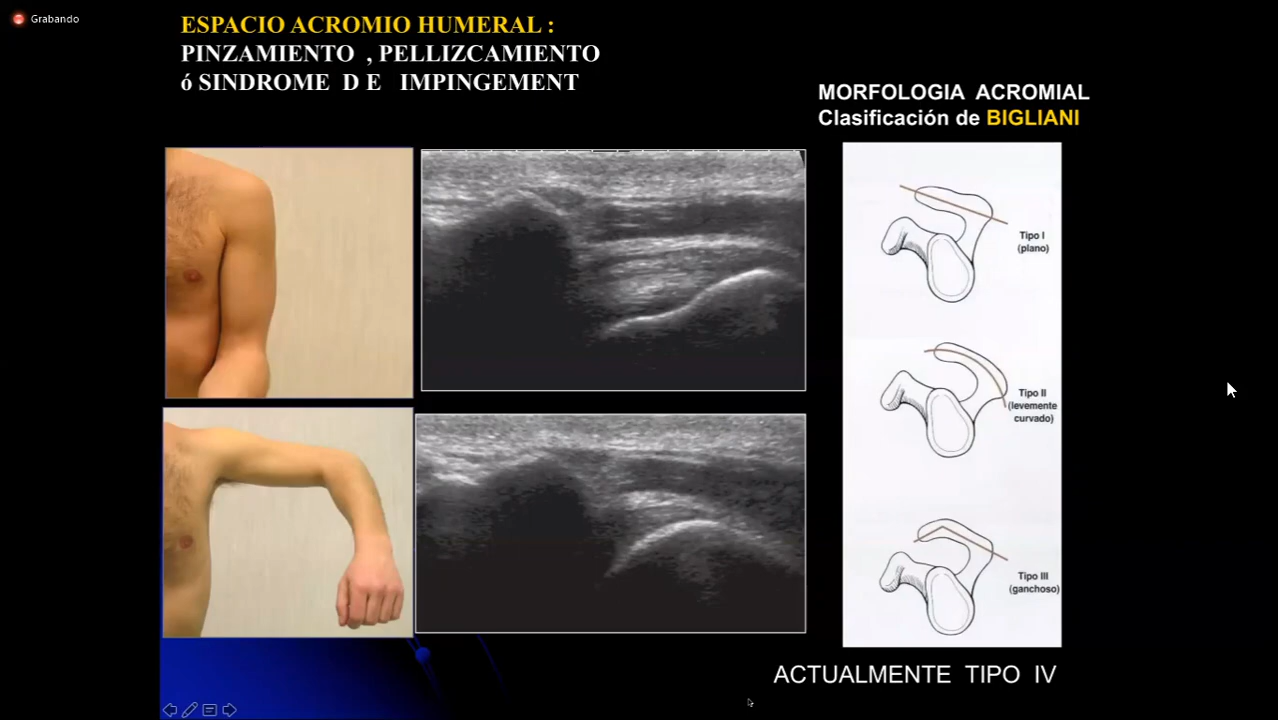 Grabando
ESPACIO ACROMIO HUMERAL :
PINZAMIENTO , PELLIZCAMIENTO
ó SINDROME D E IMPINGEMENT
MORFOLOGIA ACROMIAL
Clasificación de BIGLIANI
Tipo I
(plano)
Tipo II
(levemente
curvado)
Tipo III
(ganchoso)
ACTUALMENTE TIPO IV